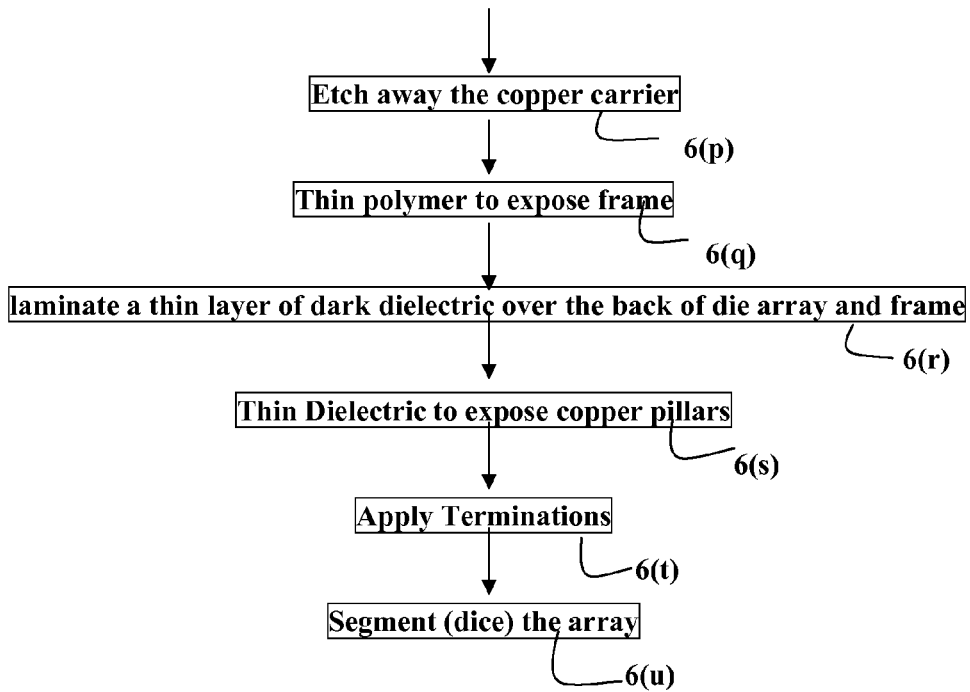 Etch away the copper carrier
6(p)
Thin polymer to expose frame
6(q)
laminate a thin layer of dark dielectric over the back of die array and frame
6(r)
Thin Dielectric to expose copper pillars
6(s)
Apply Terminations
6(t)
Segment (dice) the array
6(u)